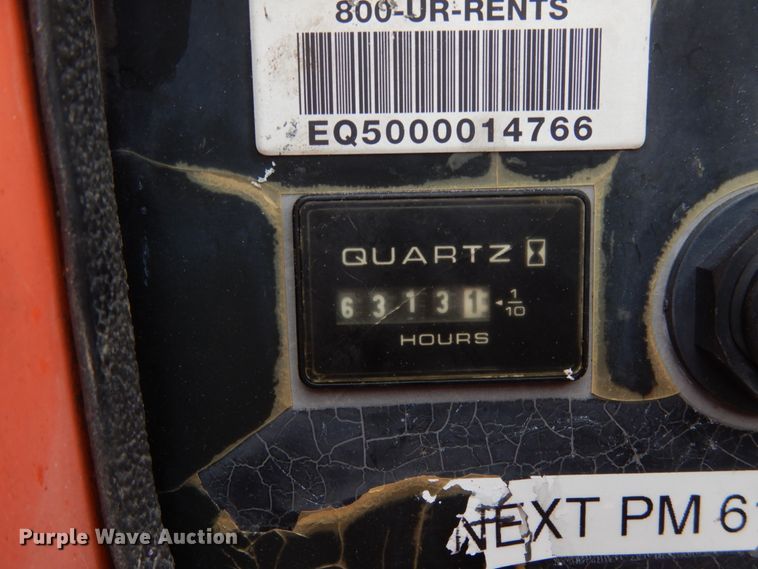 800-UR-RENTS
EQ5000014766
QUARTZ
6 3 1 3 1 1/10
HOURS
NEXT PM 6
Purple Wave Auction